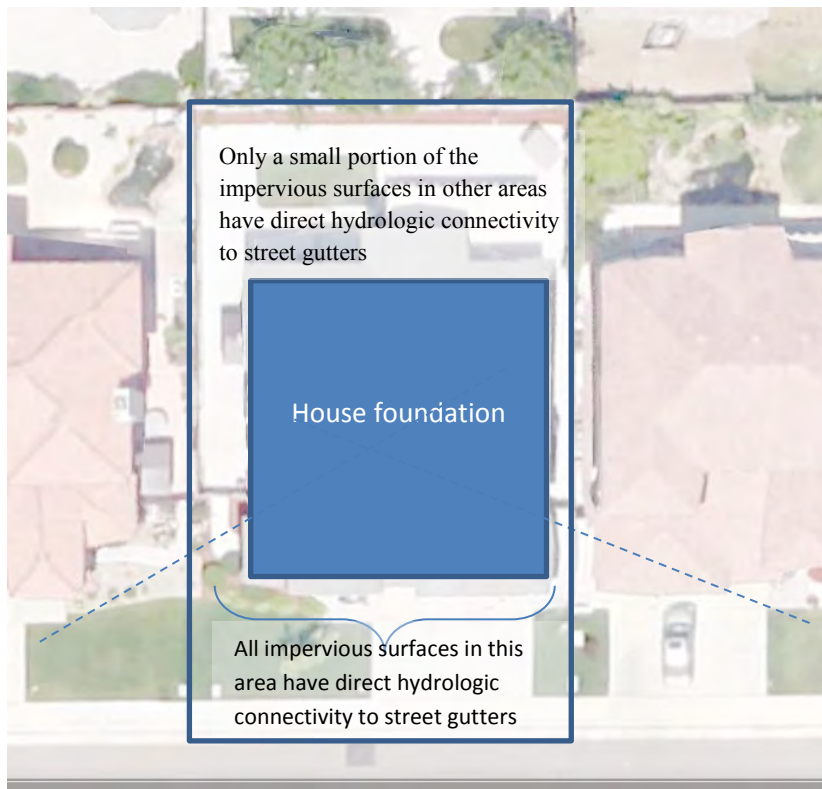 Only a small portion of the
impervious surfaces in other areas
have direct hydrologic connectivity
to street gutters
House foundation
All impervious surfaces in this
area have direct hydrologic
connectivity to street gutters